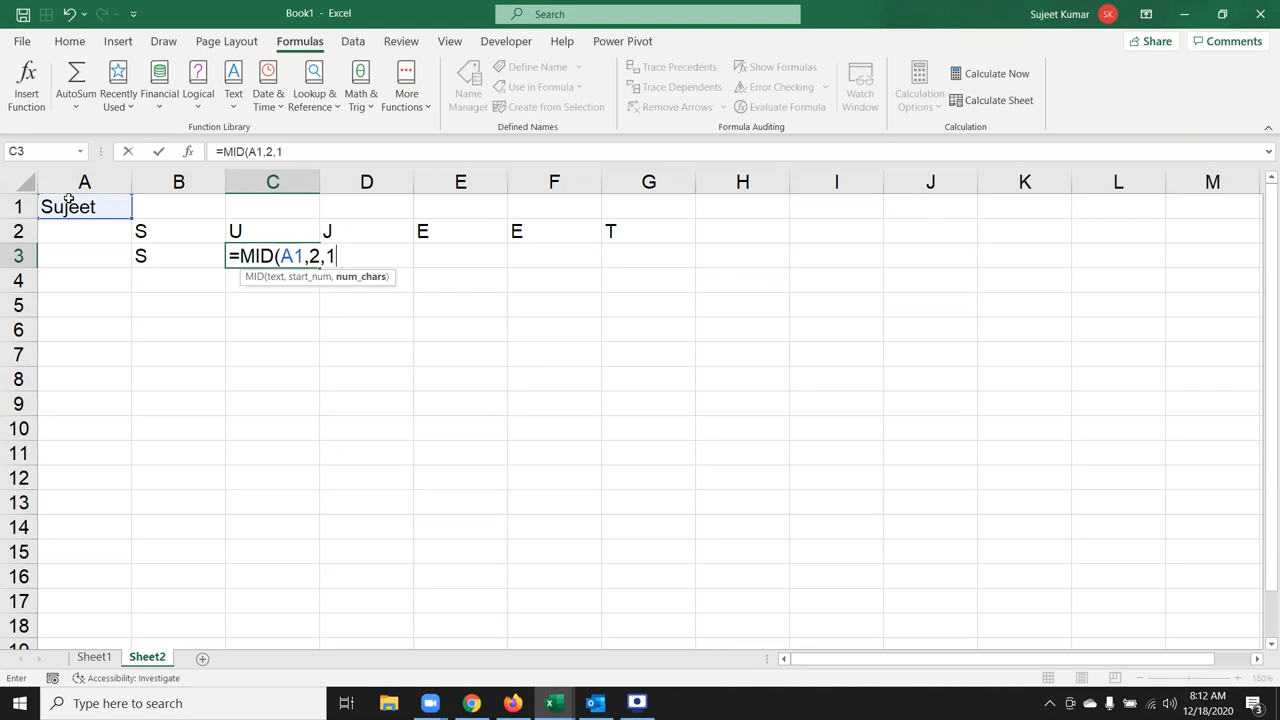 Book1 - Excel
Search
Sujeet Kumar
SK
File Home Insert Draw Page Layout Formulas Data Review View Developer Help Power Pivot
Share
Comments
fx Insert Function
Σ AutoSum
Recently Used
Financial
Logical
Text
Date & Time
Lookup & Reference
Math & Trig
More Functions
Function Library
Name Manager
Define Name
Use in Formula
Create from Selection
Defined Names
Trace Precedents
Trace Dependents
Remove Arrows
Show Formulas
Error Checking
Evaluate Formula
Formula Auditing
Watch Window
Calculation Options
Calculate Now
Calculate Sheet
Calculation
C3 fx =MID(A1,2,1
A B C D E F G H I J K L M
1 Sujeet
2 S U J E E T
3 S =MID(A1,2,1
MID(text, start_num, num_chars)
4
5
6
7
8
9
10
11
12
13
14
15
16
17
18
19
Sheet1 Sheet2
Enter
Accessibility: Investigate
160%
Type here to search
8:12 AM
12/18/2020
3